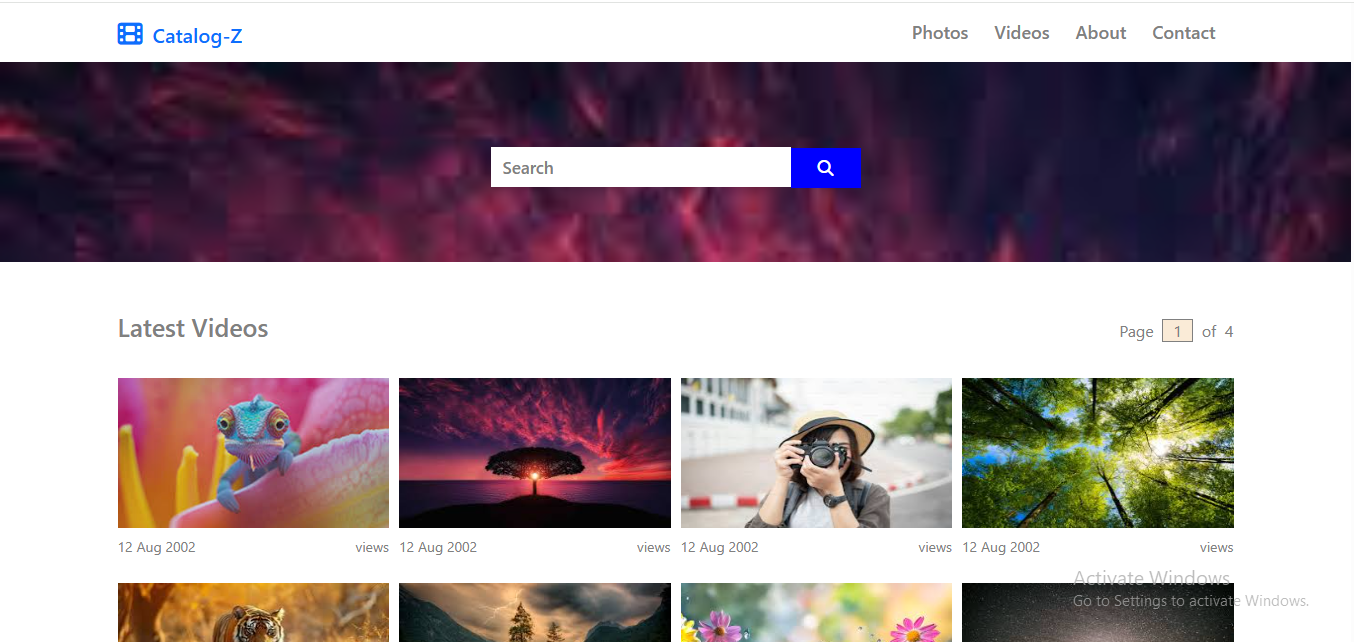 Catalog-Z
Photos Videos About Contact
Search
Latest Videos
Page 1 of 4
12 Aug 2002 views 12 Aug 2002 views 12 Aug 2002 views 12 Aug 2002 views
Activate Windows
Go to Settings to activate Windows.